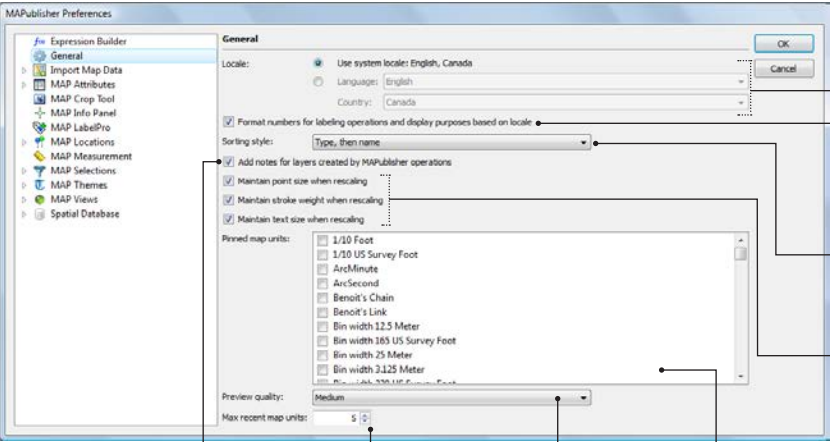 MAPublisher Preferences
Expression Builder
General
Import Map Data
MAP Attributes
MAP Crop Tool
MAP Info Panel
MAP LabelPro
MAP Locations
MAP Measurement
MAP Selections
MAP Themes
MAP Views
Spatial Database
General
Locale:
Use system locale: English, Canada
Language: English
Country: Canada
Format numbers for labeling operations and display purposes based on locale
Sorting style: Type, then name
Add notes for layers created by MAPublisher operations
Maintain point size when rescaling
Maintain stroke weight when rescaling
Maintain text size when rescaling
Pinned map units:
1/10 Foot
1/10 US Survey Foot
ArcMinute
ArcSecond
Benoit's Chain
Benoit's Link
Bin width 12.5 Meter
Bin width 165 US Survey Foot
Bin width 25 Meter
Bin width 3.125 Meter
Preview quality: Medium
Max recent map units: 5
OK
Cancel